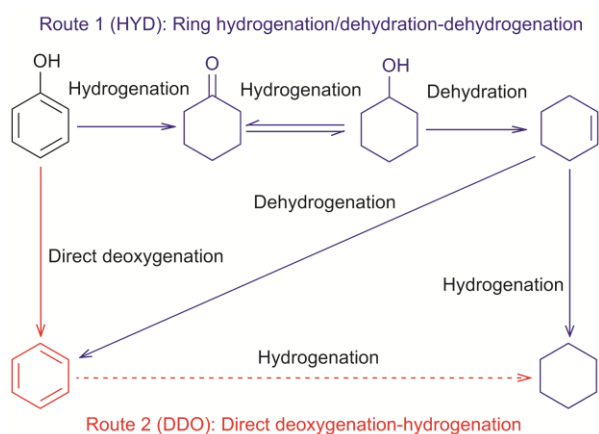 Route 1 (HYD): Ring hydrogenation/dehydration-dehydrogenation
OH
O
OH
Hydrogenation
Hydrogenation
Dehydration
Dehydrogenation
Direct deoxygenation
Hydrogenation
Hydrogenation
Route 2 (DDO): Direct deoxygenation-hydrogenation